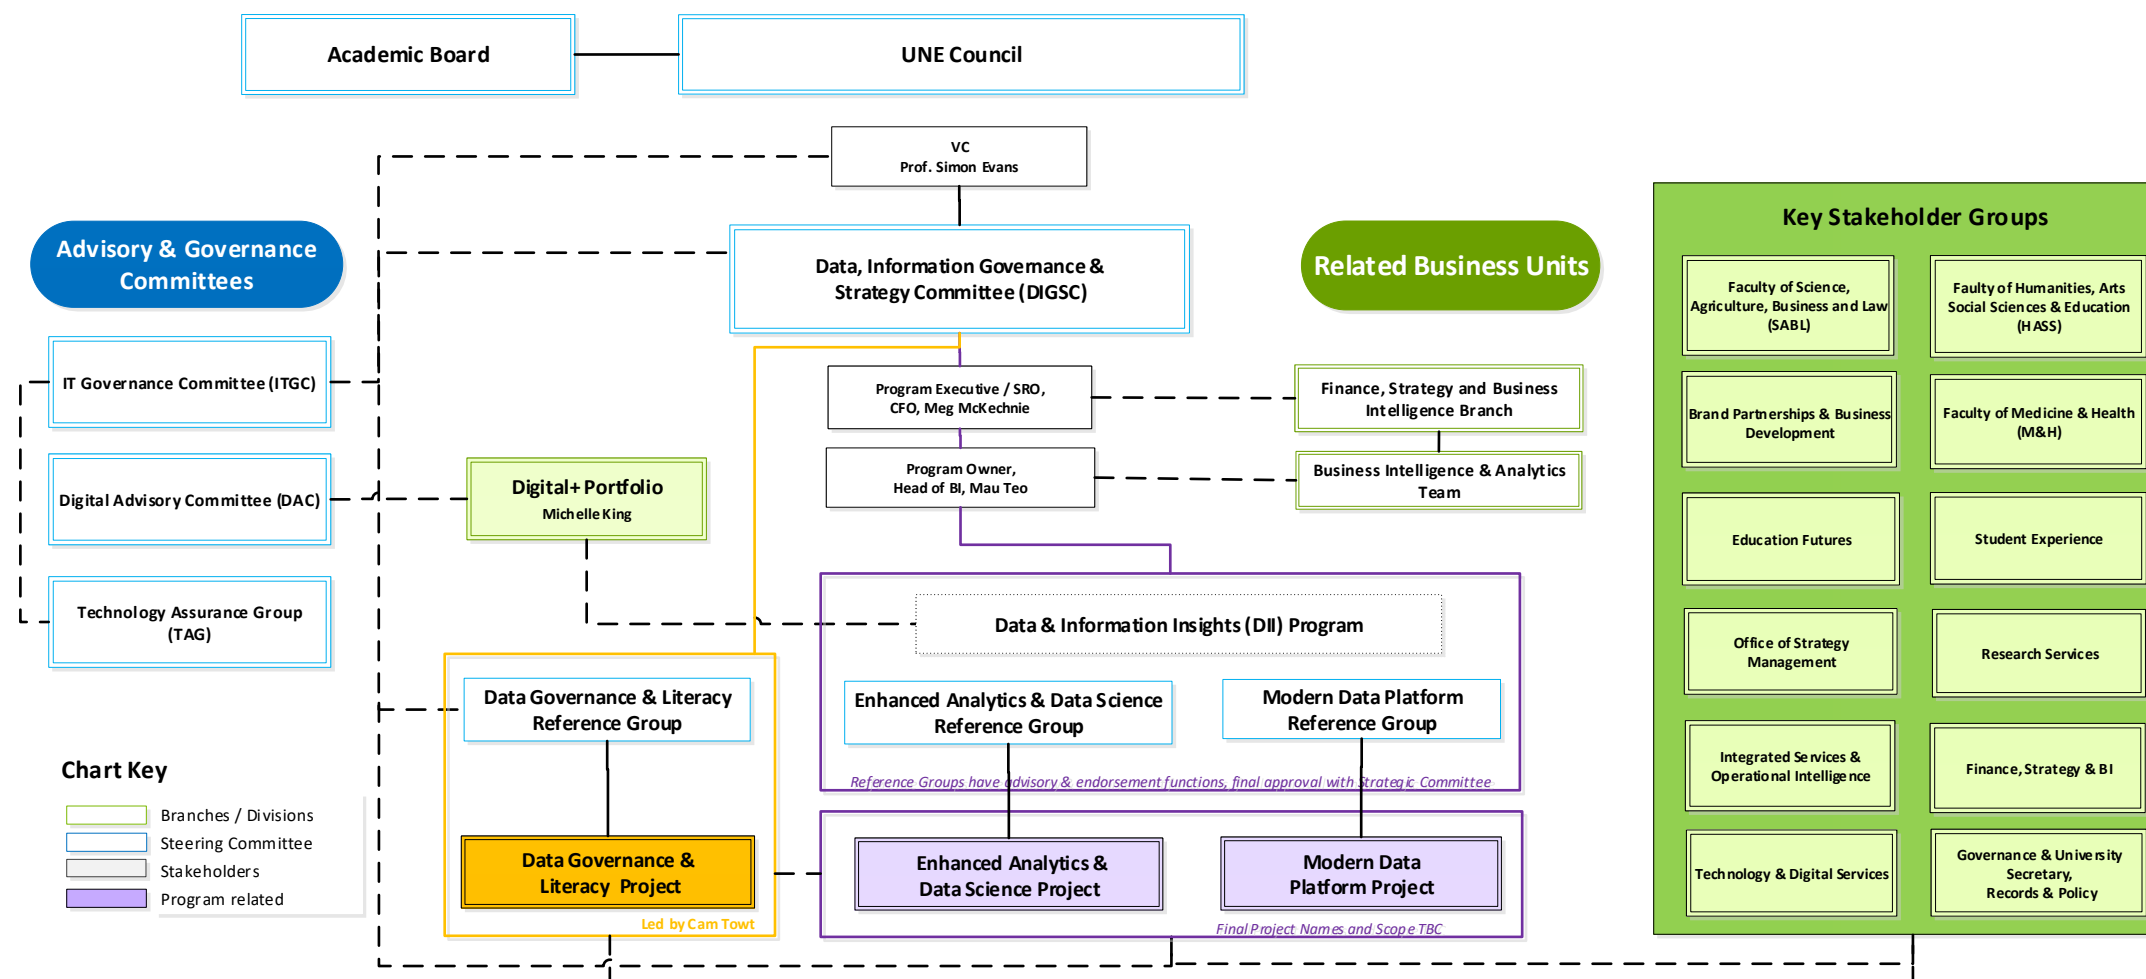 Academic Board
UNE Council
VC
Prof. Simon Evans
Advisory & Governance
Committees
Data, Information Governance &
Strategy Committee (DIGSC)
Related Business Units
IT Governance Committee (ITGC)
Digital Advisory Committee (DAC)
Technology Assurance Group
(TAG)
Digital+ Portfolio
Michelle King
Program Executive / SRO,
CFO, Meg McKechnie
Program Owner,
Head of BI, Mau Teo
Finance, Strategy and Business
Intelligence Branch
Business Intelligence & Analytics
Team
Data & Information Insights (DII) Program
Data Governance & Literacy
Reference Group
Enhanced Analytics & Data Science
Reference Group
Modern Data Platform
Reference Group
Reference Groups have advisory & endorsement functions, final approval with Strategic Committee
Data Governance &
Literacy Project
Led by Cam Towt
Enhanced Analytics &
Data Science Project
Modern Data
Platform Project
Final Project Names and Scope TBC
Chart Key
Branches / Divisions
Steering Committee
Stakeholders
Program related
Key Stakeholder Groups
Faculty of Science,
Agriculture, Business and Law
(SABL)
Faulty of Humanities, Arts
Social Sciences & Education
(HASS)
Brand Partnerships & Business
Development
Faculty of Medicine & Health
(M&H)
Education Futures
Student Experience
Office of Strategy
Management
Research Services
Integrated Services &
Operational Intelligence
Finance, Strategy & BI
Technology & Digital Services
Governance & University
Secretary,
Records & Policy